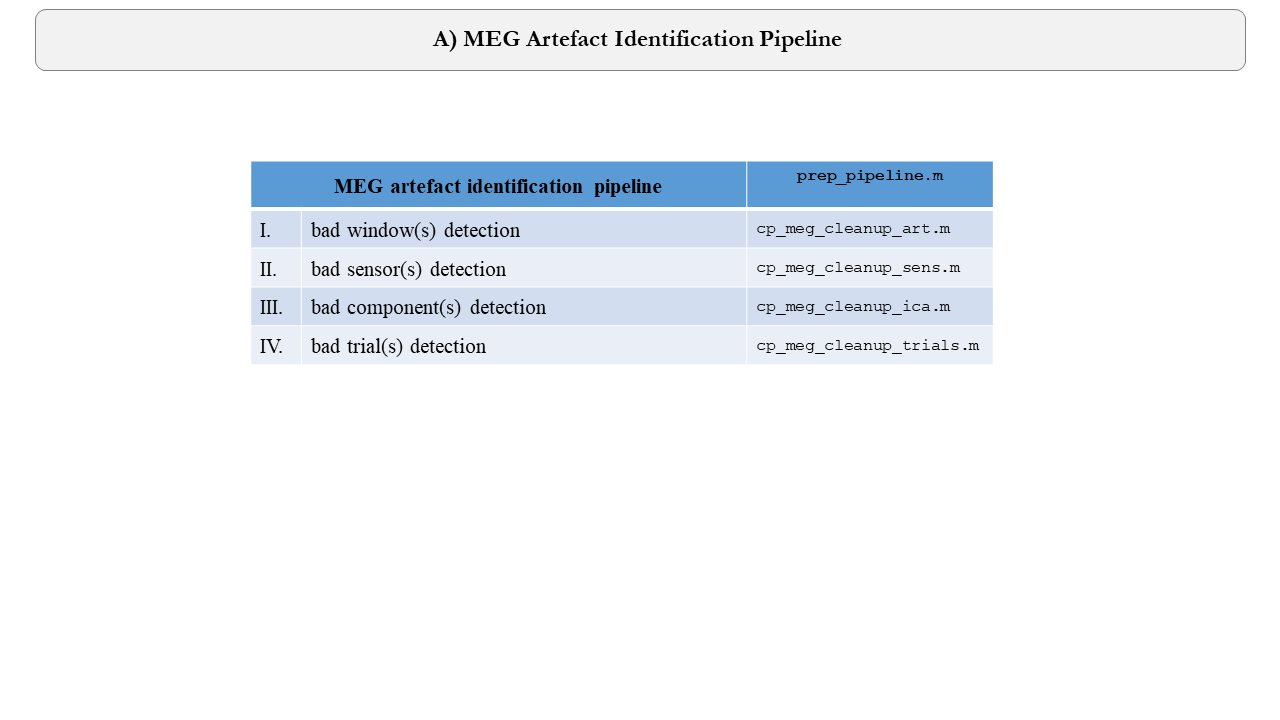 A) MEG Artefact Identification Pipeline
MEG artefact identification pipeline prep_pipeline.m
I. bad window(s) detection cp_meg_cleanup_art.m
II. bad sensor(s) detection cp_meg_cleanup_sens.m
III. bad component(s) detection cp_meg_cleanup_ica.m
IV. bad trial(s) detection cp_meg_cleanup_trials.m